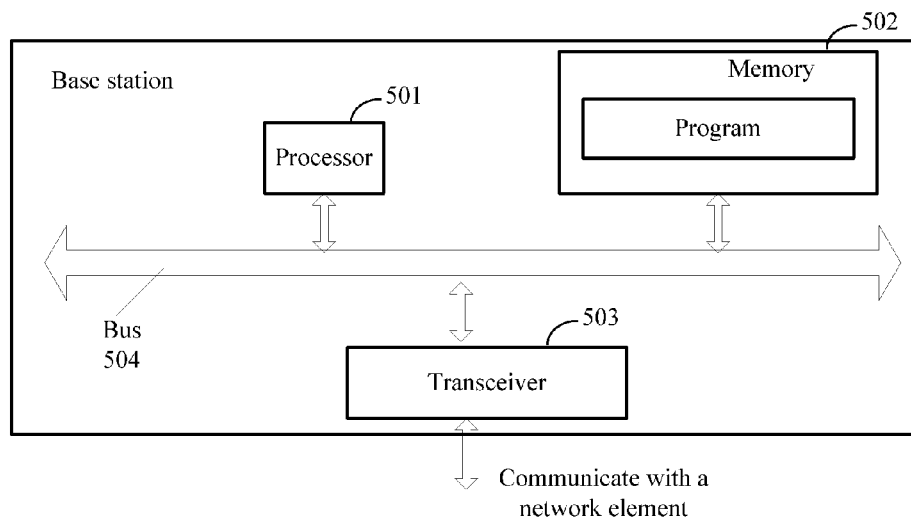 502
Base station
Memory
501
Program
Processor
Bus
504
503
Transceiver
Communicate with a
network element